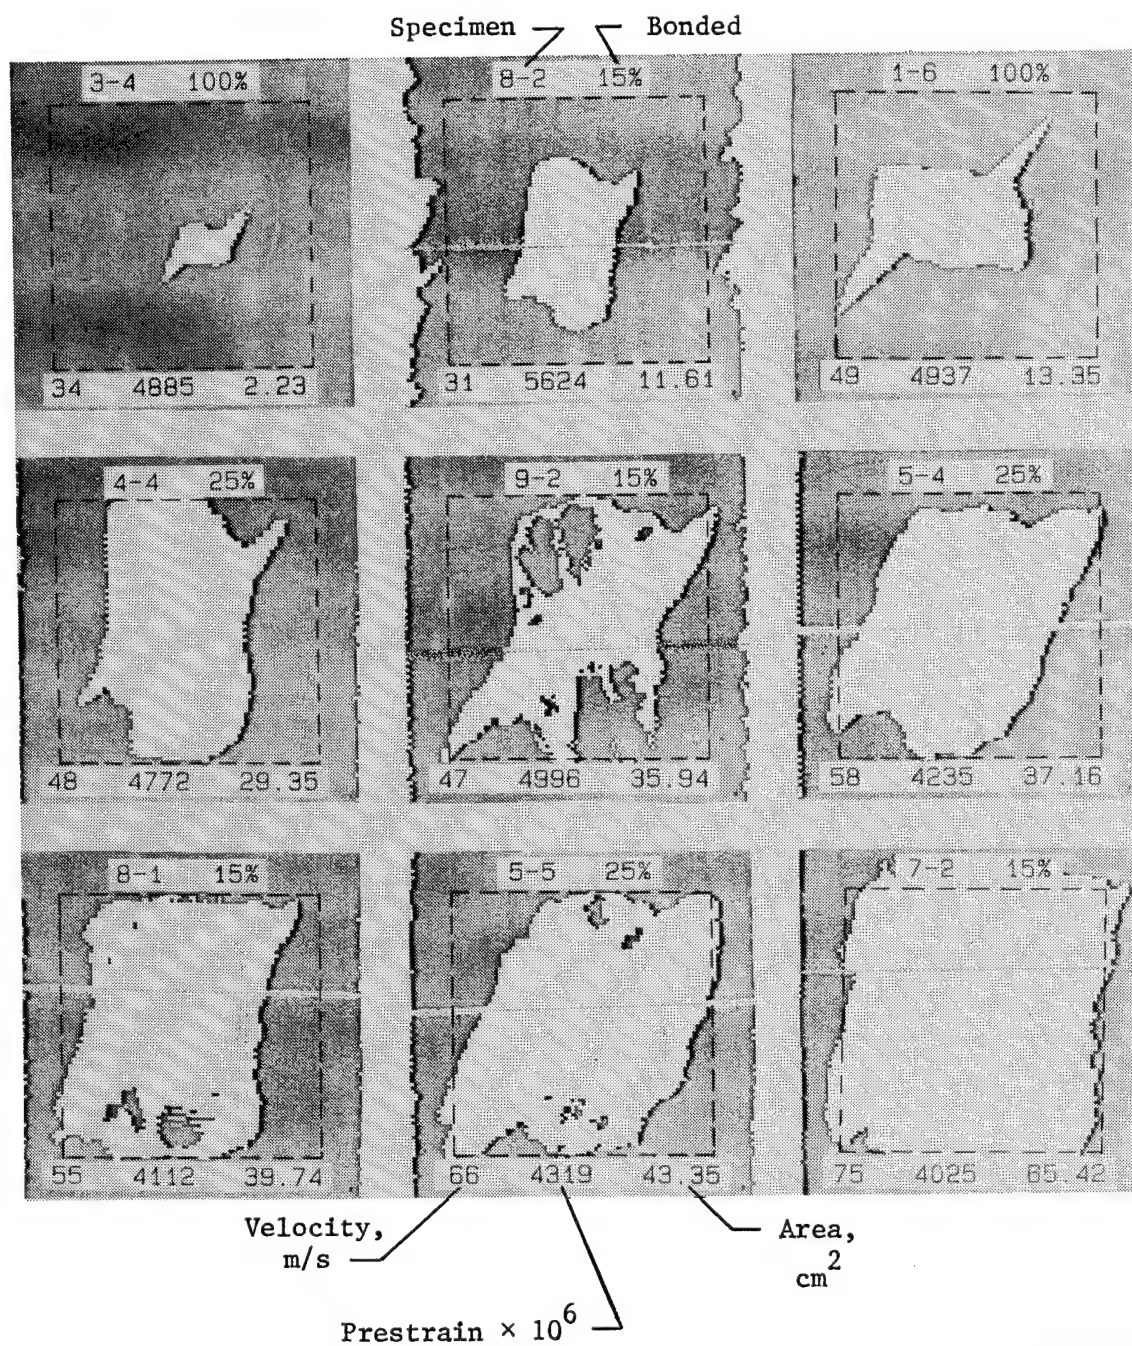 Specimen Bonded
3-4 100%
8-2 15%
1-6 100%
34 4885 2.23
31 5624 11.61
49 4937 13.35
4-4 25%
9-2 15%
5-4 25%
48 4772 29.35
47 4996 35.94
58 4235 37.16
8-1 15%
5-5 25%
7-2 15%
55 4112 39.74
66 4319 43.35
75 4025 65.42
Velocity,
m/s
Area,
cm2
Prestrain × 10^6